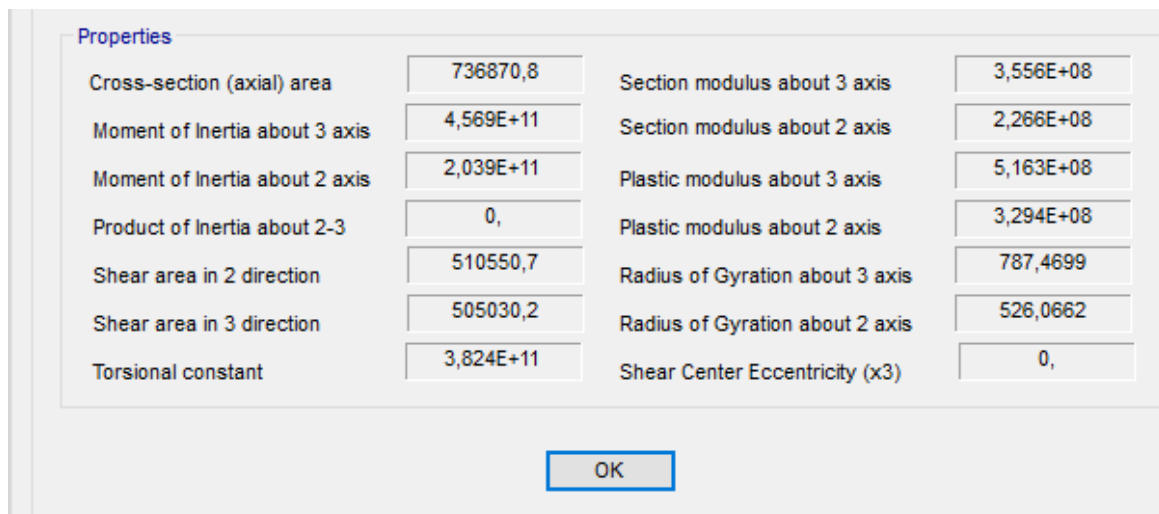 Properties
Cross-section (axial) area 736870,8 Section modulus about 3 axis 3,556E+08
Moment of Inertia about 3 axis 4,569E+11 Section modulus about 2 axis 2,266E+08
Moment of Inertia about 2 axis 2,039E+11 Plastic modulus about 3 axis 5,163E+08
Product of Inertia about 2-3 0, Plastic modulus about 2 axis 3,294E+08
Shear area in 2 direction 510550,7 Radius of Gyration about 3 axis 787,4699
Shear area in 3 direction 505030,2 Radius of Gyration about 2 axis 526,0662
Torsional constant 3,824E+11 Shear Center Eccentricity (x3) 0,
OK